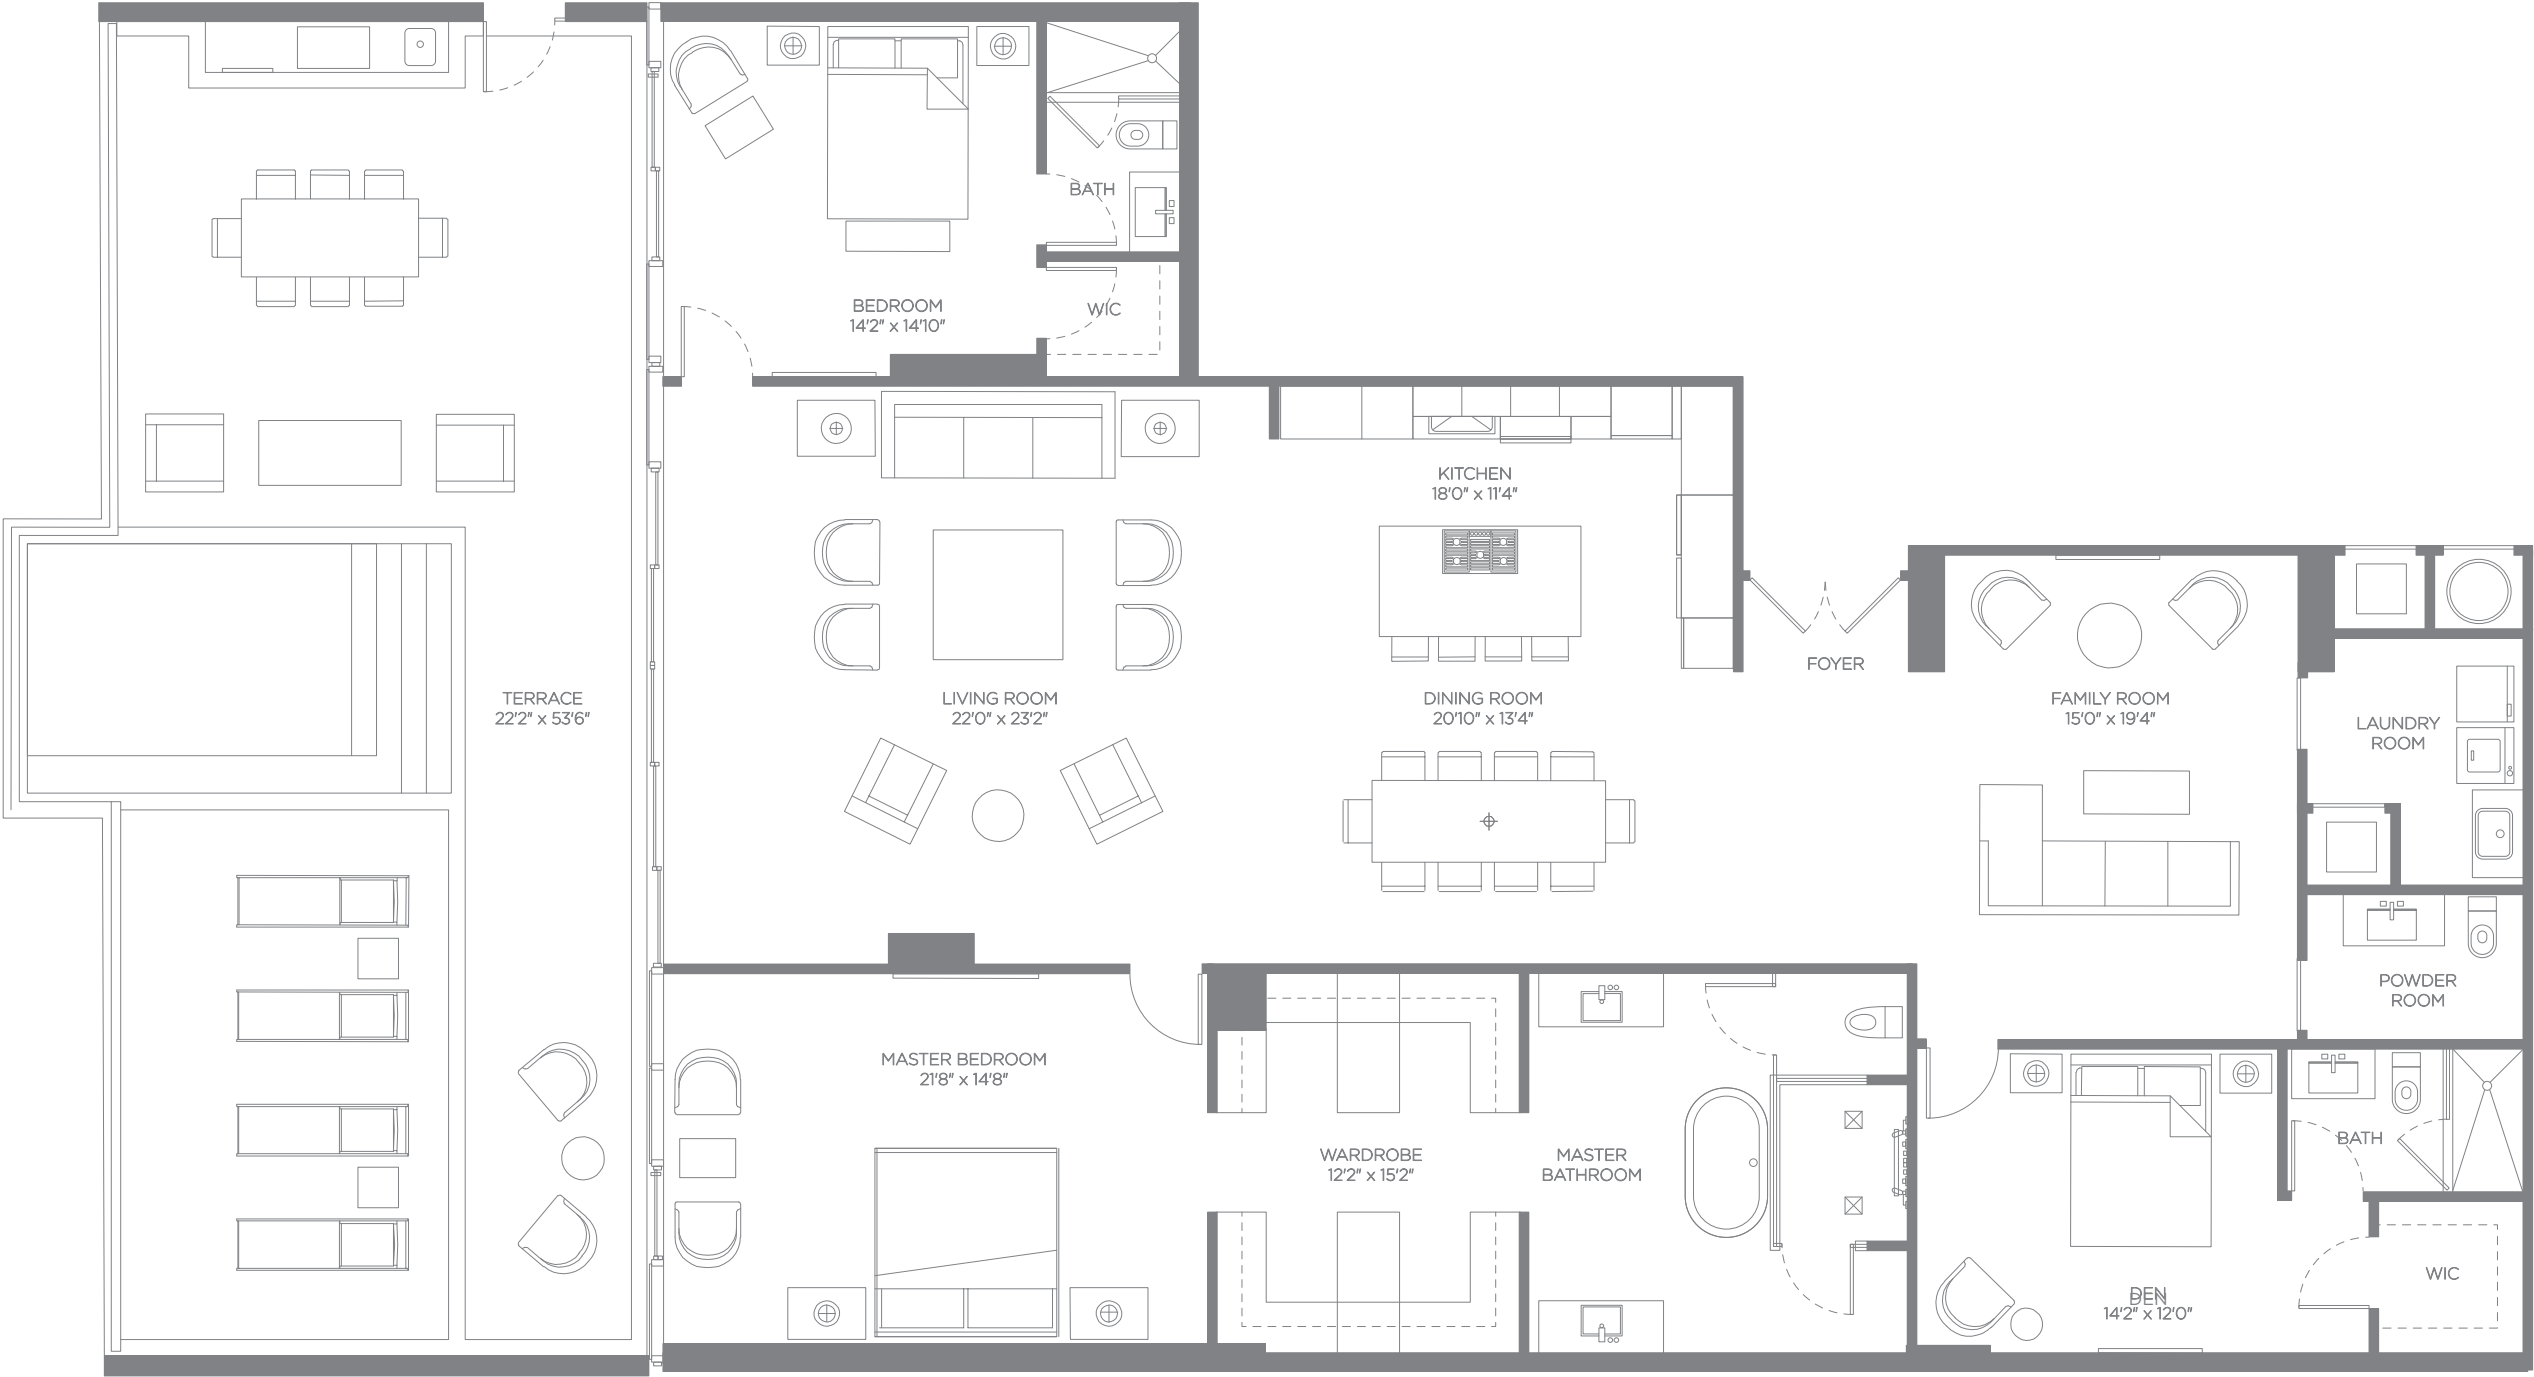 BATH
BEDROOM
14'2" x 14'10"
WIC
KITCHEN
18'0" x 11'4"
FOYER
TERRACE
22'2" x 53'6"
LIVING ROOM
22'0" x 23'2"
DINING ROOM
20'10" x 13'4"
FAMILY ROOM
15'0" x 19'4"
LAUNDRY
ROOM
POWDER
ROOM
MASTER BEDROOM
21'8" x 14'8"
WARDROBE
12'2" x 15'2"
MASTER
BATHROOM
BATH
WIC
DEN
DEN
14'2" x 12'0"